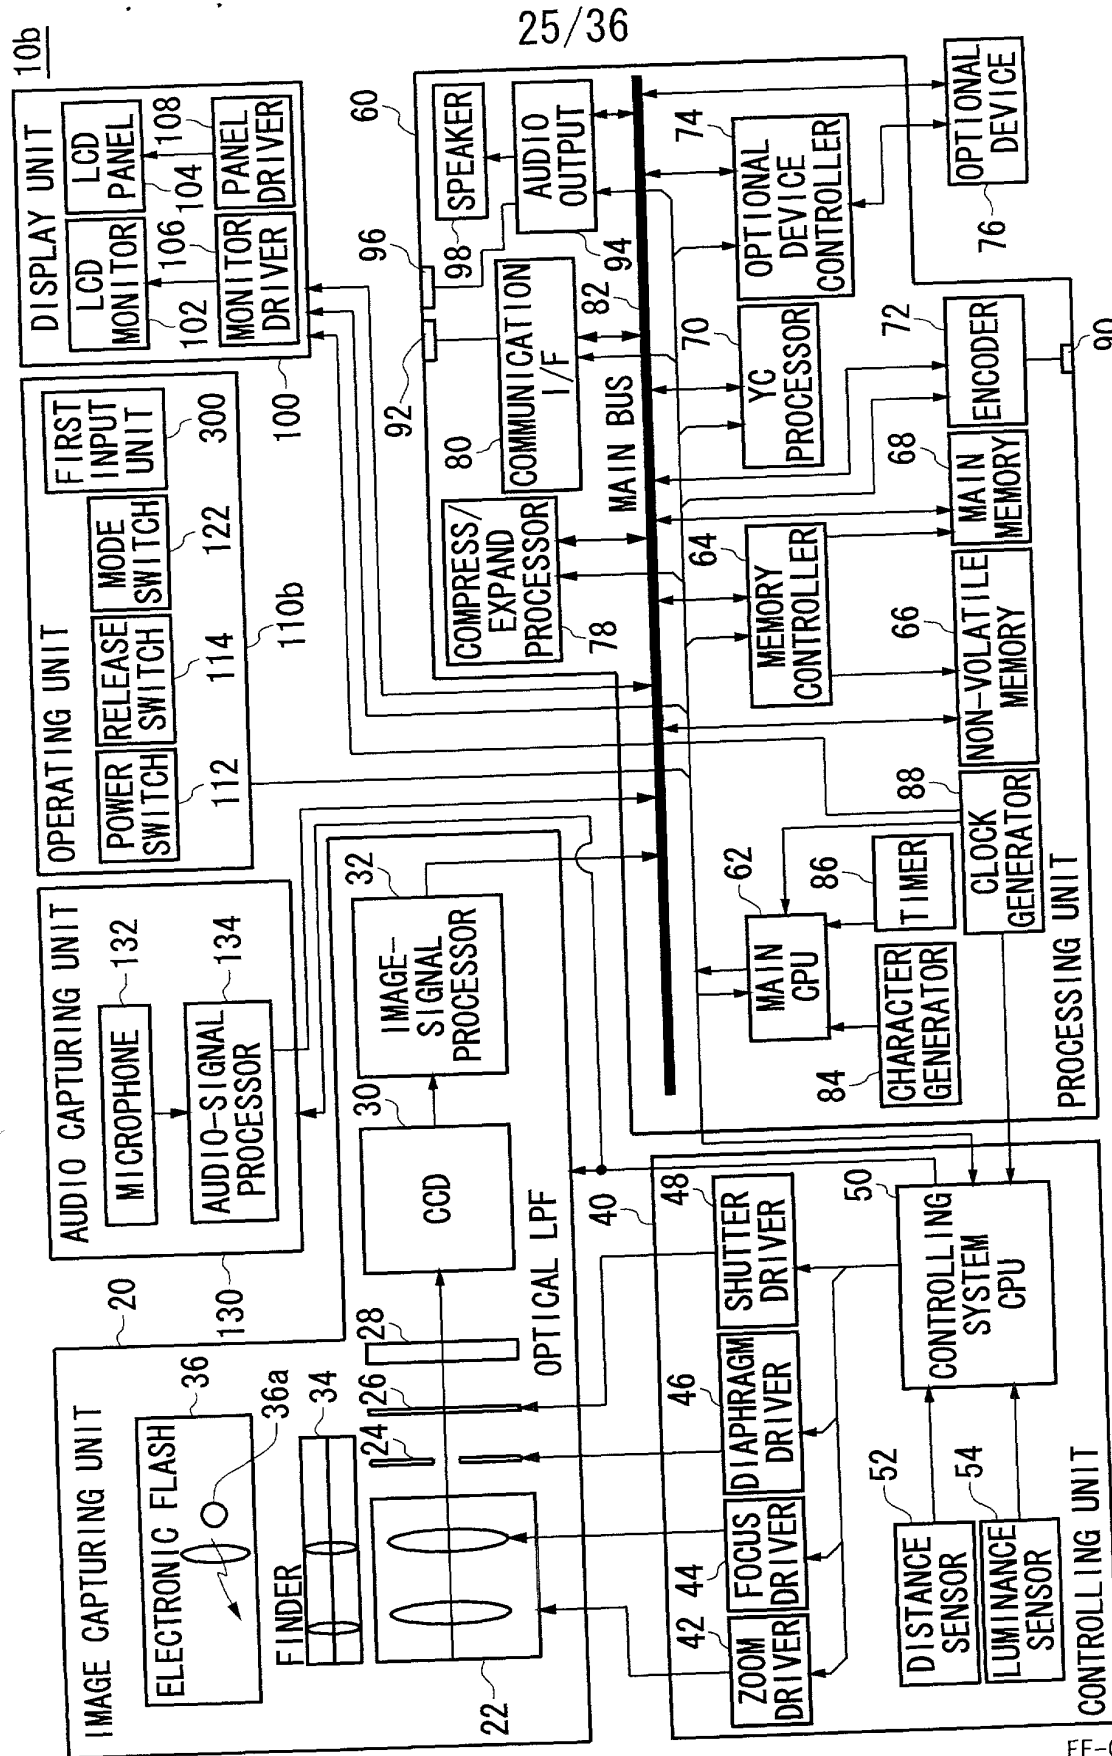 25/36
10b
IMAGE CAPTURING UNIT
20
ELECTRONIC FLASH
36
36a
FINDER
34
22
24
26
28
OPTICAL LPF
CCD
30
IMAGE-
SIGNAL
PROCESSOR
32
AUDIO CAPTURING UNIT
130
MICROPHONE
132
AUDIO-SIGNAL
PROCESSOR
134
OPERATING UNIT
110b
POWER
SWITCH
112
RELEASE
SWITCH
114
MODE
SWITCH
122
FIRST
INPUT
UNIT
300
DISPLAY UNIT
100
LCD
MONITOR
102
LCD
PANEL
104
MONITOR
DRIVER
106
PANEL
DRIVER
108
CONTROLLING UNIT
40
ZOOM
DRIVER
42
FOCUS
DRIVER
44
DIAPHRAGM
DRIVER
46
SHUTTER
DRIVER
48
CONTROLLING
SYSTEM
CPU
50
DISTANCE
SENSOR
52
LUMINANCE
SENSOR
54
PROCESSING UNIT
60
COMPRESS/
EXPAND
PROCESSOR
78
COMMUNICATION
I/F
80
92
96
SPEAKER
98
AUDIO
OUTPUT
94
MAIN BUS
82
MAIN
CPU
62
MEMORY
CONTROLLER
64
YC
PROCESSOR
70
OPTIONAL
DEVICE
CONTROLLER
74
CHARACTER
GENERATOR
84
TIMER
86
CLOCK
GENERATOR
88
NON-VOLATILE
MEMORY
66
MAIN
MEMORY
68
ENCODER
72
90
OPTIONAL
DEVICE
76